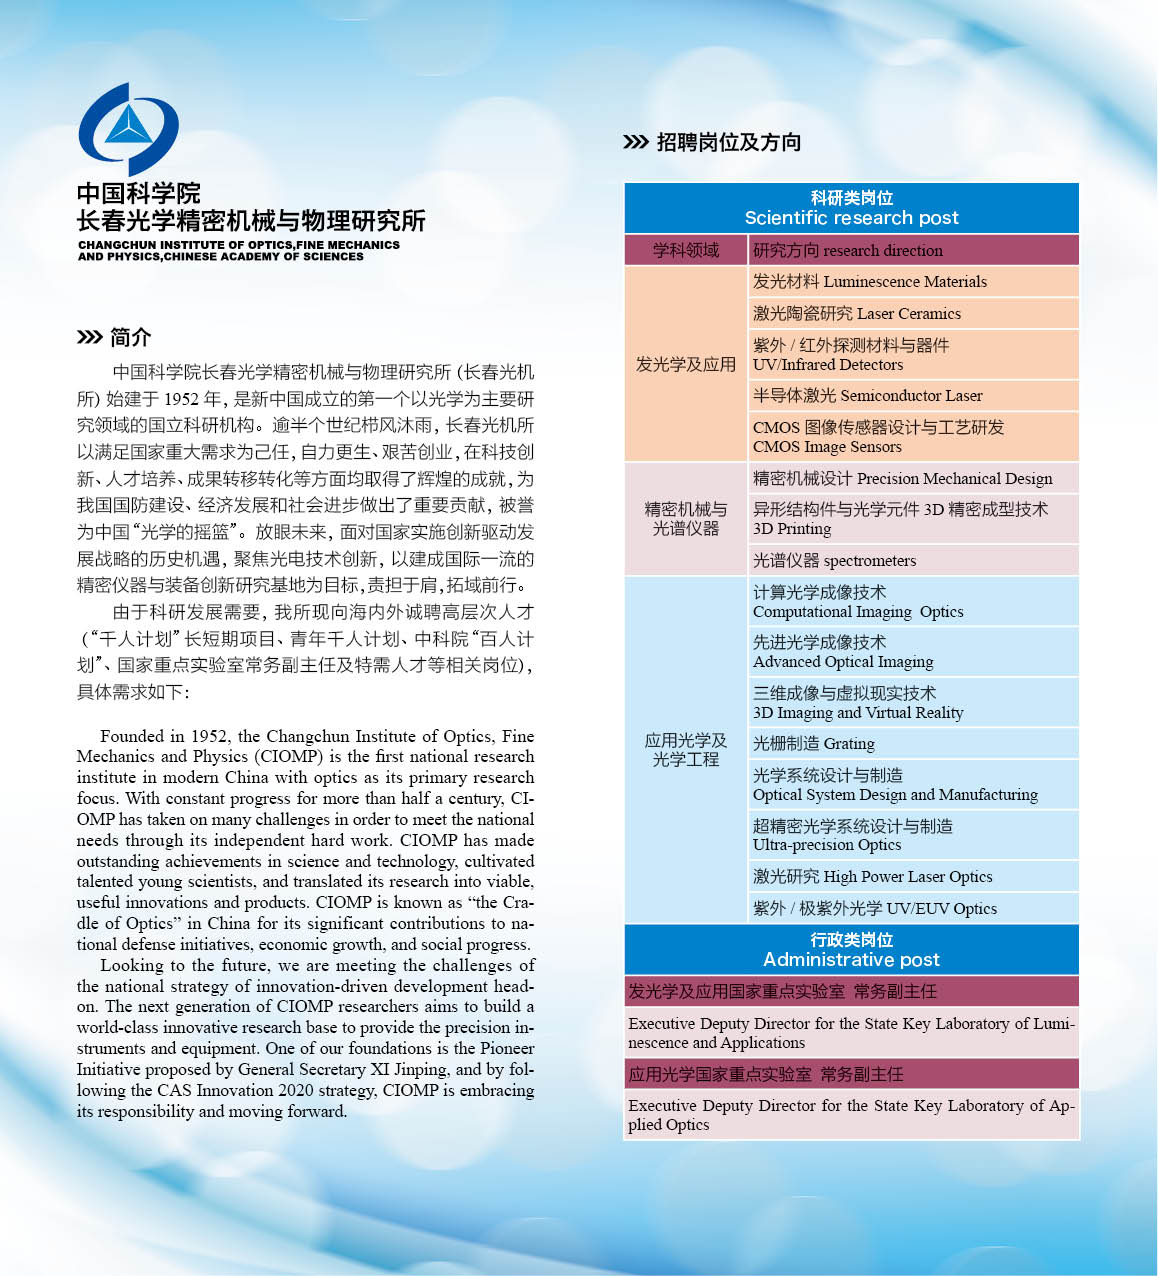 中国科学院
长春光学精密机械与物理研究所
CHANGCHUN INSTITUTE OF OPTICS,FINE MECHANICS
AND PHYSICS,CHINESE ACADEMY OF SCIENCES
简介
中国科学院长春光学精密机械与物理研究所（长春光机
所）始建于 1952 年，是新中国成立的第一个以光学为主要研
究领域的国立科研机构。逾半个世纪栉风沐雨，长春光机所
以满足国家重大需求为己任，自力更生、艰苦创业，在科技创
新、人才培养、成果转移转化等方面均取得了辉煌的成就，为
我国国防建设、经济发展和社会进步做出了重要贡献，被誉
为中国“光学的摇篮”。放眼未来，面对国家实施创新驱动发
展战略的历史机遇，聚焦光电技术创新，以建成国际一流的
精密仪器与装备创新研究基地为目标，责担于肩，拓域前行。
由于科研发展需要，我所现向海内外诚聘高层次人才
（“千人计划”长短期项目、青年千人计划、中科院“百人计
划”、国家重点实验室常务副主任及特需人才等相关岗位），
具体需求如下：
Founded in 1952, the Changchun Institute of Optics, Fine
Mechanics and Physics (CIOMP) is the first national research
institute in modern China with optics as its primary research
focus. With constant progress for more than half a century, CI-
OMP has taken on many challenges in order to meet the national
needs through its independent hard work. CIOMP has made
outstanding achievements in science and technology, cultivated
talented young scientists, and translated its research into viable,
useful innovations and products. CIOMP is known as “the Cra-
dle of Optics” in China for its significant contributions to na-
tional defense initiatives, economic growth, and social progress.
Looking to the future, we are meeting the challenges of
the national strategy of innovation-driven development head-
on. The next generation of CIOMP researchers aims to build a
world-class innovative research base to provide the precision in-
struments and equipment. One of our foundations is the Pioneer
Initiative proposed by General Secretary XI Jinping, and by fol-
lowing the CAS Innovation 2020 strategy, CIOMP is embracing
its responsibility and moving forward.
招聘岗位及方向
科研类岗位
Scientific research post
学科领域
研究方向 research direction
发光学及应用
发光材料 Luminescence Materials
激光陶瓷研究 Laser Ceramics
紫外 / 红外探测材料与器件
UV/Infrared Detectors
半导体激光 Semiconductor Laser
CMOS 图像传感器设计与工艺研发
CMOS Image Sensors
精密机械与
光谱仪器
精密机械设计 Precision Mechanical Design
异形结构件与光学元件 3D 精密成型技术
3D Printing
光谱仪器 spectrometers
应用光学及
光学工程
计算光学成像技术
Computational Imaging Optics
先进光学成像技术
Advanced Optical Imaging
三维成像与虚拟现实技术
3D Imaging and Virtual Reality
光栅制造 Grating
光学系统设计与制造
Optical System Design and Manufacturing
超精密光学系统设计与制造
Ultra-precision Optics
激光研究 High Power Laser Optics
紫外 / 极紫外光学 UV/EUV Optics
行政类岗位
Administrative post
发光学及应用国家重点实验室 常务副主任
Executive Deputy Director for the State Key Laboratory of Lumi-
nescence and Applications
应用光学国家重点实验室 常务副主任
Executive Deputy Director for the State Key Laboratory of Ap-
plied Optics